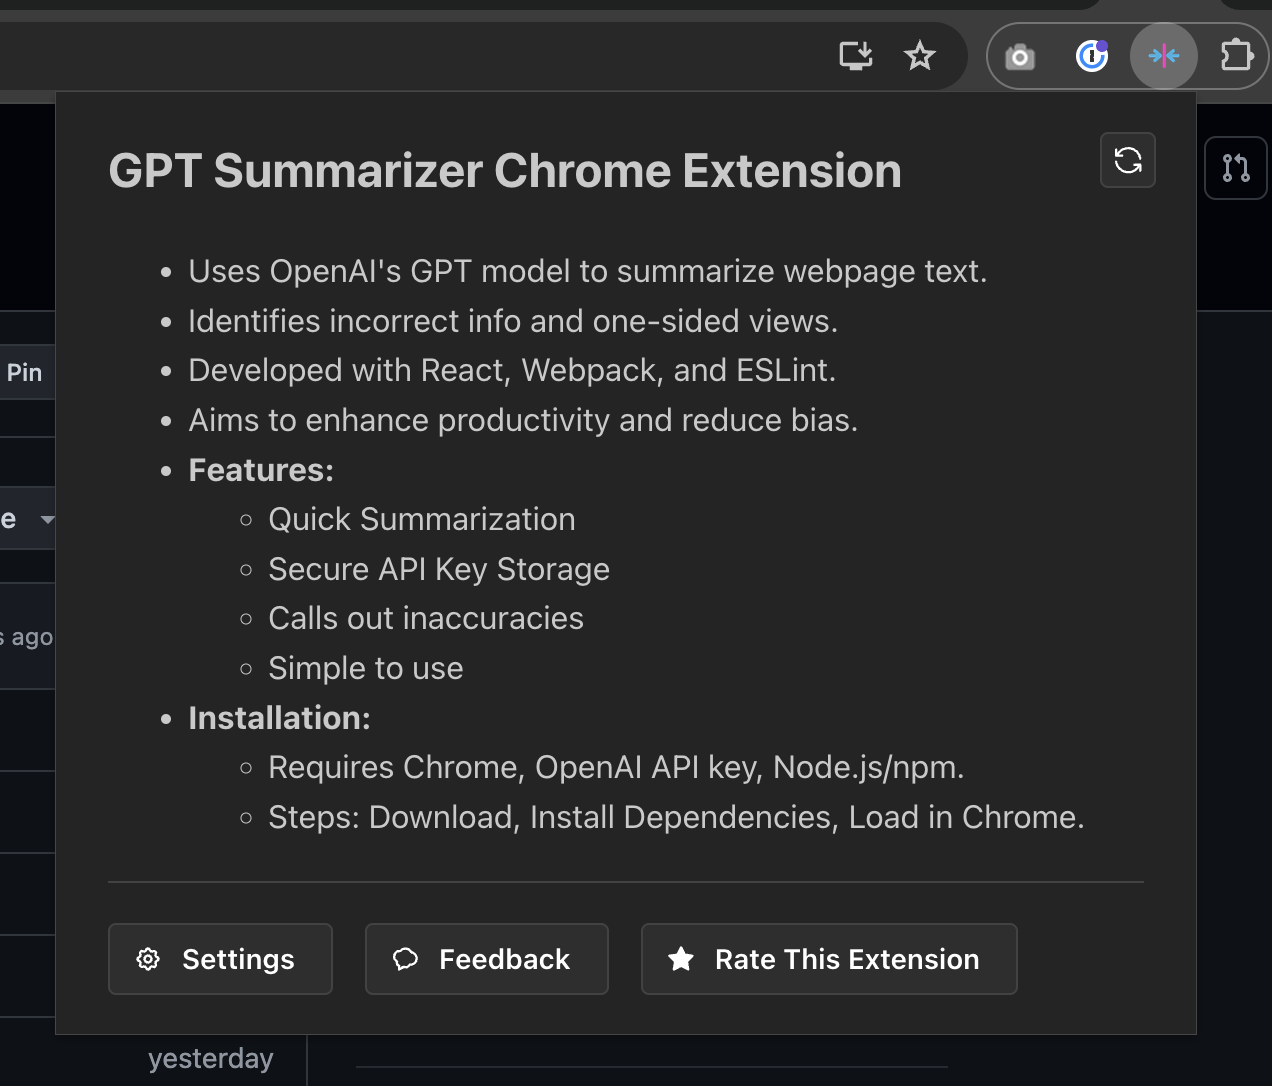 GPT Summarizer Chrome Extension
Uses OpenAI's GPT model to summarize webpage text.
Identifies incorrect info and one-sided views.
Pin
Developed with React, Webpack, and ESLint.
Aims to enhance productivity and reduce bias.
Features:
e
Quick Summarization
Secure API Key Storage
Calls out inaccuracies
s ago
Simple to use
Installation:
Requires Chrome, OpenAI API key, Node.js/npm.
Steps: Download, Install Dependencies, Load in Chrome.
Settings
Feedback
Rate This Extension
yesterday